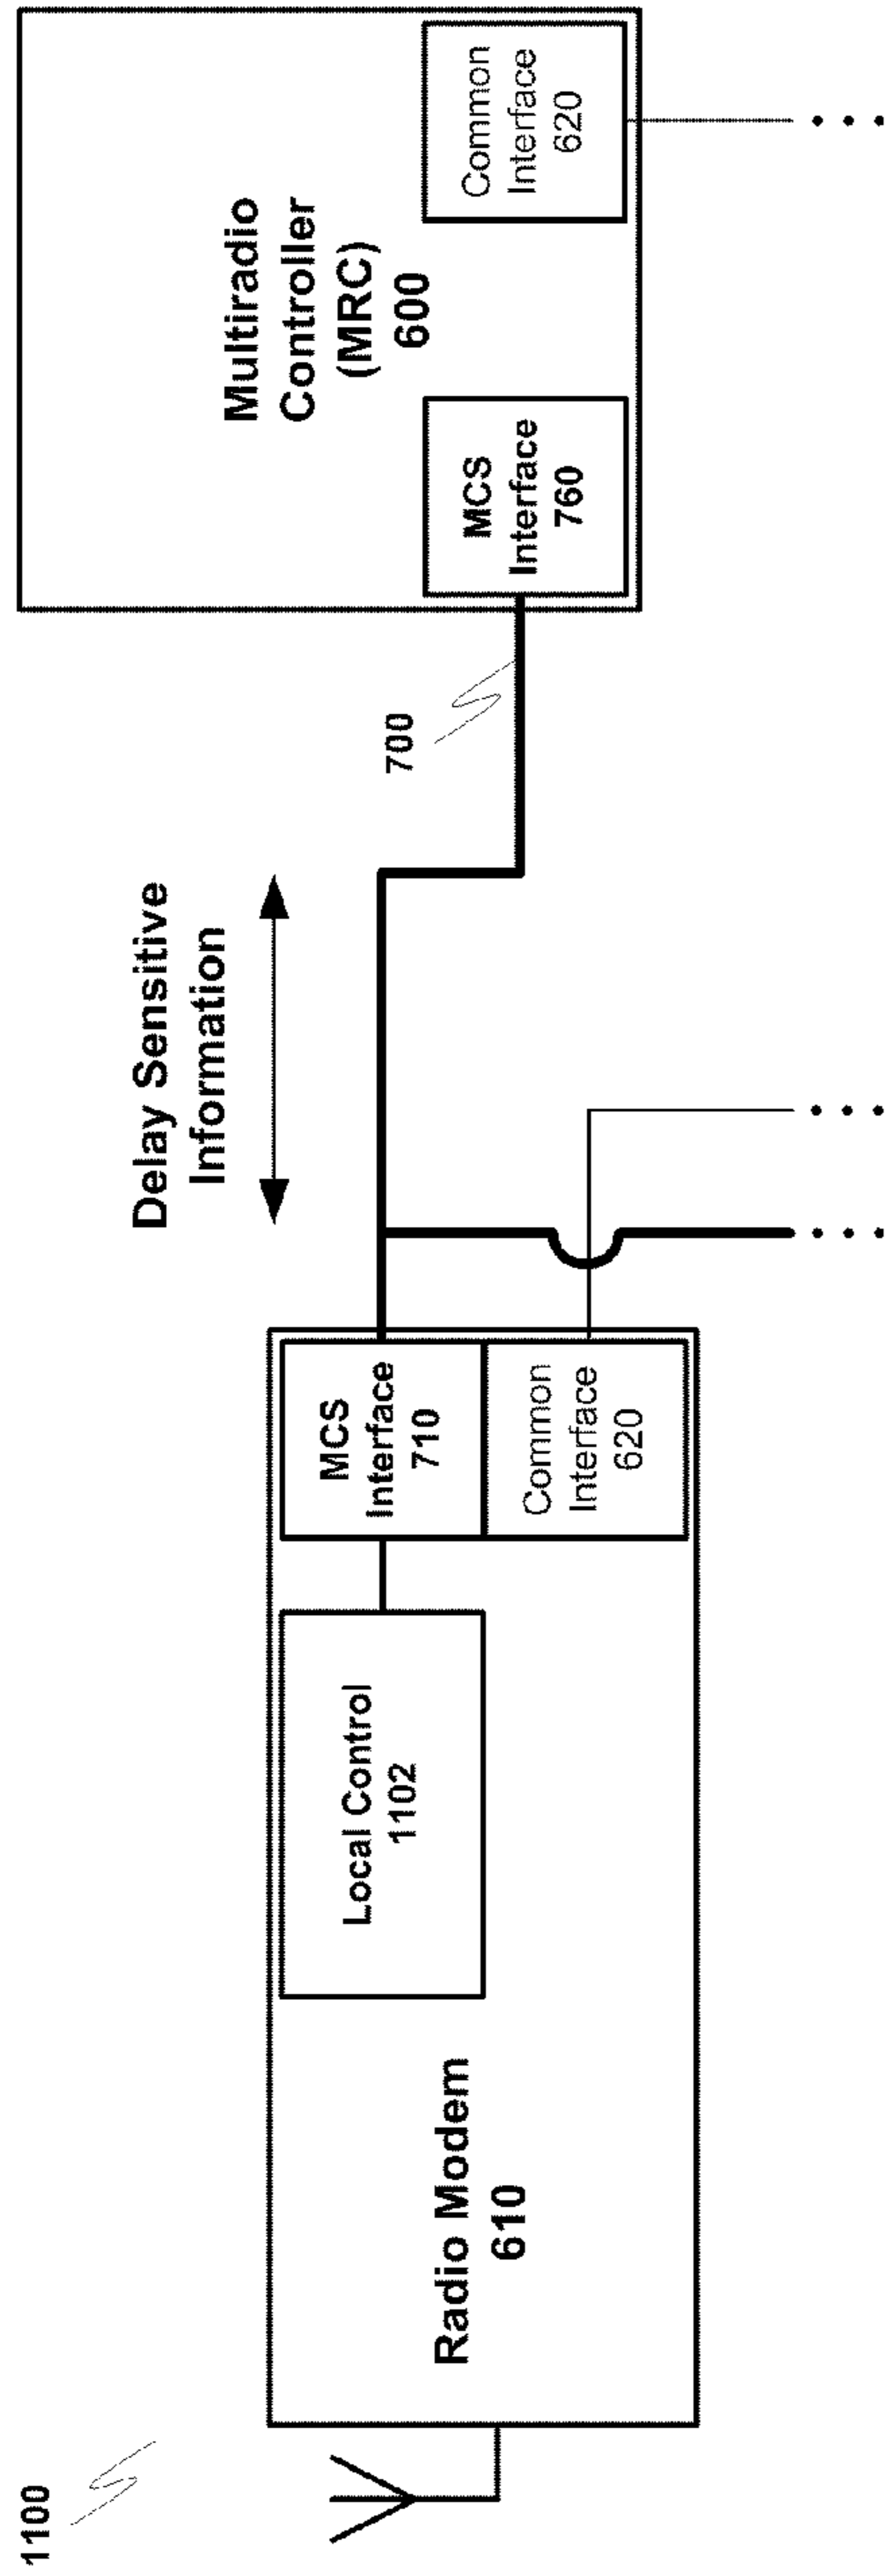 1100
Radio Modem
610
Local Control
1102
MCS
Interface
710
Common
Interface
620
Delay Sensitive
Information
700
Multiradio
Controller
(MRC)
600
MCS
Interface
760
Common
Interface
620